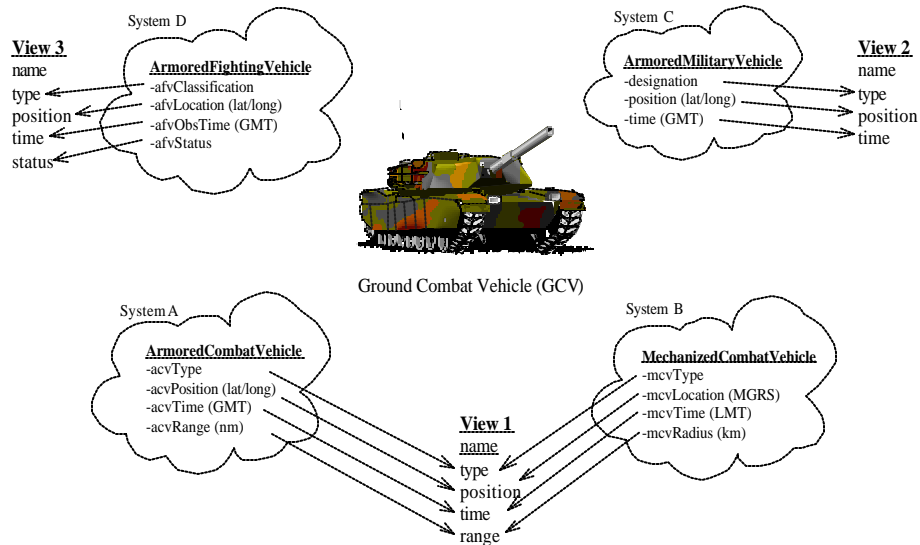 System D
View 3
name
type
position
time
status
ArmoredFightingVehicle
-afvClassification
-afvLocation (lat/long)
-afvObsTime (GMT)
-afvStatus
System C
ArmoredMilitaryVehicle
-designation
-position (lat/long)
-time (GMT)
View 2
name
type
position
time
Ground Combat Vehicle (GCV)
System A
ArmoredCombatVehicle
-acvType
-acvPosition (lat/long)
-acvTime (GMT)
-acvRange (nm)
System B
MechanizedCombatVehicle
-mcvType
-mcvLocation (MGRS)
-mcvTime (LMT)
-mcvRadius (km)
View 1
name
type
position
time
range